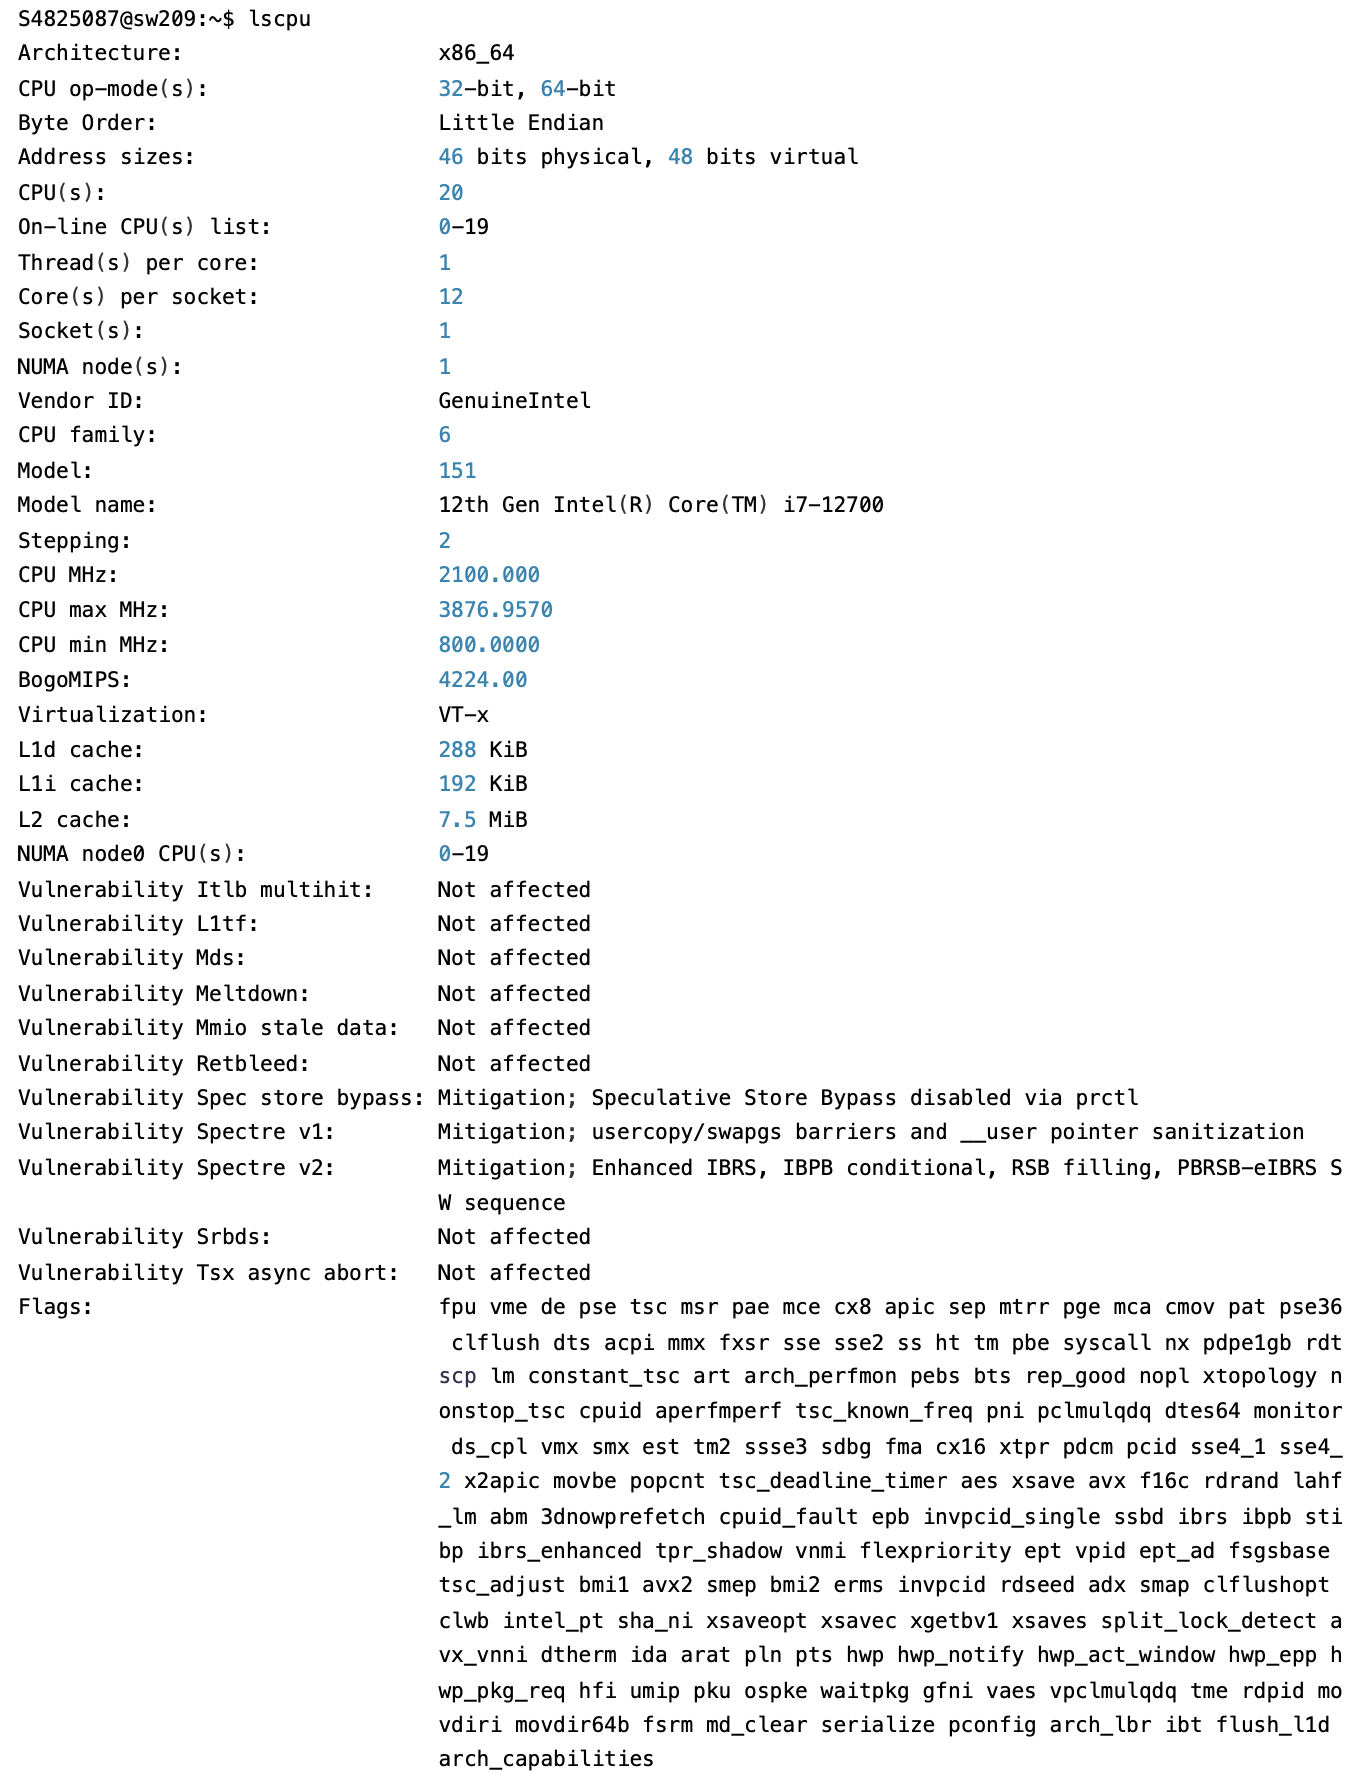 S4825087@sw209:~$ lscpu
Architecture: x86_64
CPU op-mode(s): 32-bit, 64-bit
Byte Order: Little Endian
Address sizes: 46 bits physical, 48 bits virtual
CPU(s): 20
On-line CPU(s) list: 0-19
Thread(s) per core: 1
Core(s) per socket: 12
Socket(s): 1
NUMA node(s): 1
Vendor ID: GenuineIntel
CPU family: 6
Model: 151
Model name: 12th Gen Intel(R) Core(TM) i7-12700
Stepping: 2
CPU MHz: 2100.000
CPU max MHz: 3876.9570
CPU min MHz: 800.0000
BogoMIPS: 4224.00
Virtualization: VT-x
L1d cache: 288 KiB
L1i cache: 192 KiB
L2 cache: 7.5 MiB
NUMA node0 CPU(s): 0-19
Vulnerability Itlb multihit: Not affected
Vulnerability L1tf: Not affected
Vulnerability Mds: Not affected
Vulnerability Meltdown: Not affected
Vulnerability Mmio stale data: Not affected
Vulnerability Retbleed: Not affected
Vulnerability Spec store bypass: Mitigation; Speculative Store Bypass disabled via prctl
Vulnerability Spectre v1: Mitigation; usercopy/swapgs barriers and __user pointer sanitization
Vulnerability Spectre v2: Mitigation; Enhanced IBRS, IBPB conditional, RSB filling, PBRSB-eIBRS S
W sequence
Vulnerability Srbds: Not affected
Vulnerability Tsx async abort: Not affected
Flags: fpu vme de pse tsc msr pae mce cx8 apic sep mtrr pge mca cmov pat pse36
clflush dts acpi mmx fxsr sse sse2 ss ht tm pbe syscall nx pdpe1gb rdt
scp lm constant_tsc art arch_perfmon pebs bts rep_good nopl xtopology n
onstop_tsc cpuid aperfmperf tsc_known_freq pni pclmulqdq dtes64 monitor
ds_cpl vmx smx est tm2 ssse3 sdbg fma cx16 xtpr pdcm pcid sse4_1 sse4_
2 x2apic movbe popcnt tsc_deadline_timer aes xsave avx f16c rdrand lahf
_lm abm 3dnowprefetch cpuid_fault epb invpcid_single ssbd ibrs ibpb sti
bp ibrs_enhanced tpr_shadow vnmi flexpriority ept vpid ept_ad fsgsbase
tsc_adjust bmi1 avx2 smep bmi2 erms invpcid rdseed adx smap clflushopt
clwb intel_pt sha_ni xsaveopt xsavec xgetbv1 xsaves split_lock_detect a
vx_vnni dtherm ida arat pln pts hwp hwp_notify hwp_act_window hwp_epp h
wp_pkg_req hfi umip pku ospke waitpkg gfni vaes vpclmulqdq tme rdpid mo
vdiri movdir64b fsrm md_clear serialize pconfig arch_lbr ibt flush_l1d
arch_capabilities